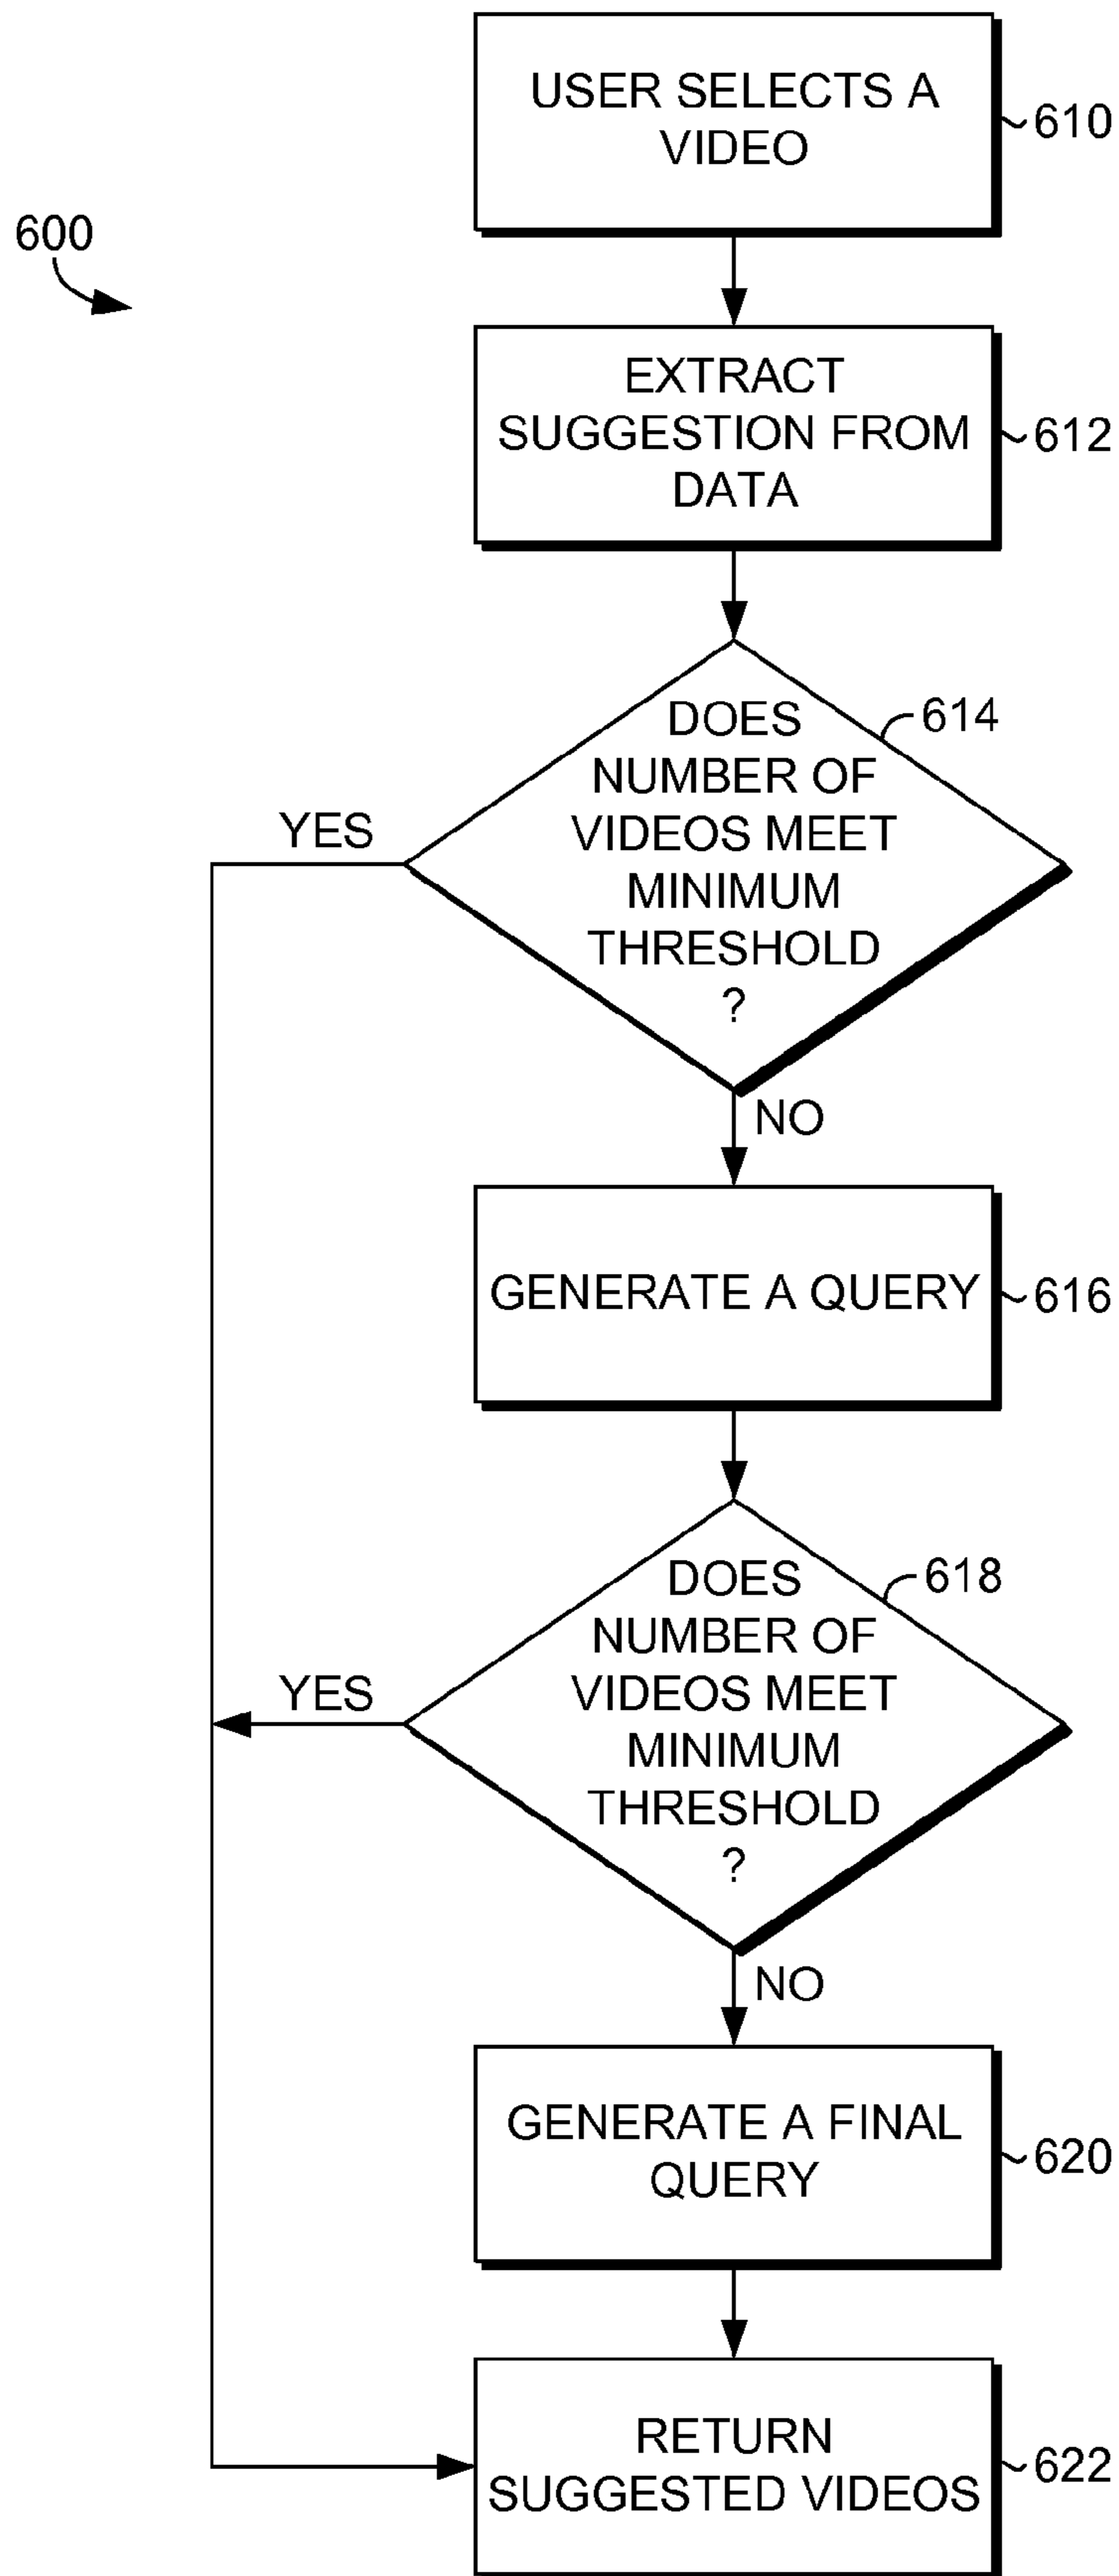 USER SELECTS A
VIDEO
610
600
EXTRACT
SUGGESTION FROM
DATA
612
DOES
NUMBER OF
VIDEOS MEET
MINIMUM
THRESHOLD
?
614
YES
NO
GENERATE A QUERY
616
DOES
NUMBER OF
VIDEOS MEET
MINIMUM
THRESHOLD
?
618
YES
NO
GENERATE A FINAL
QUERY
620
RETURN
SUGGESTED VIDEOS
622